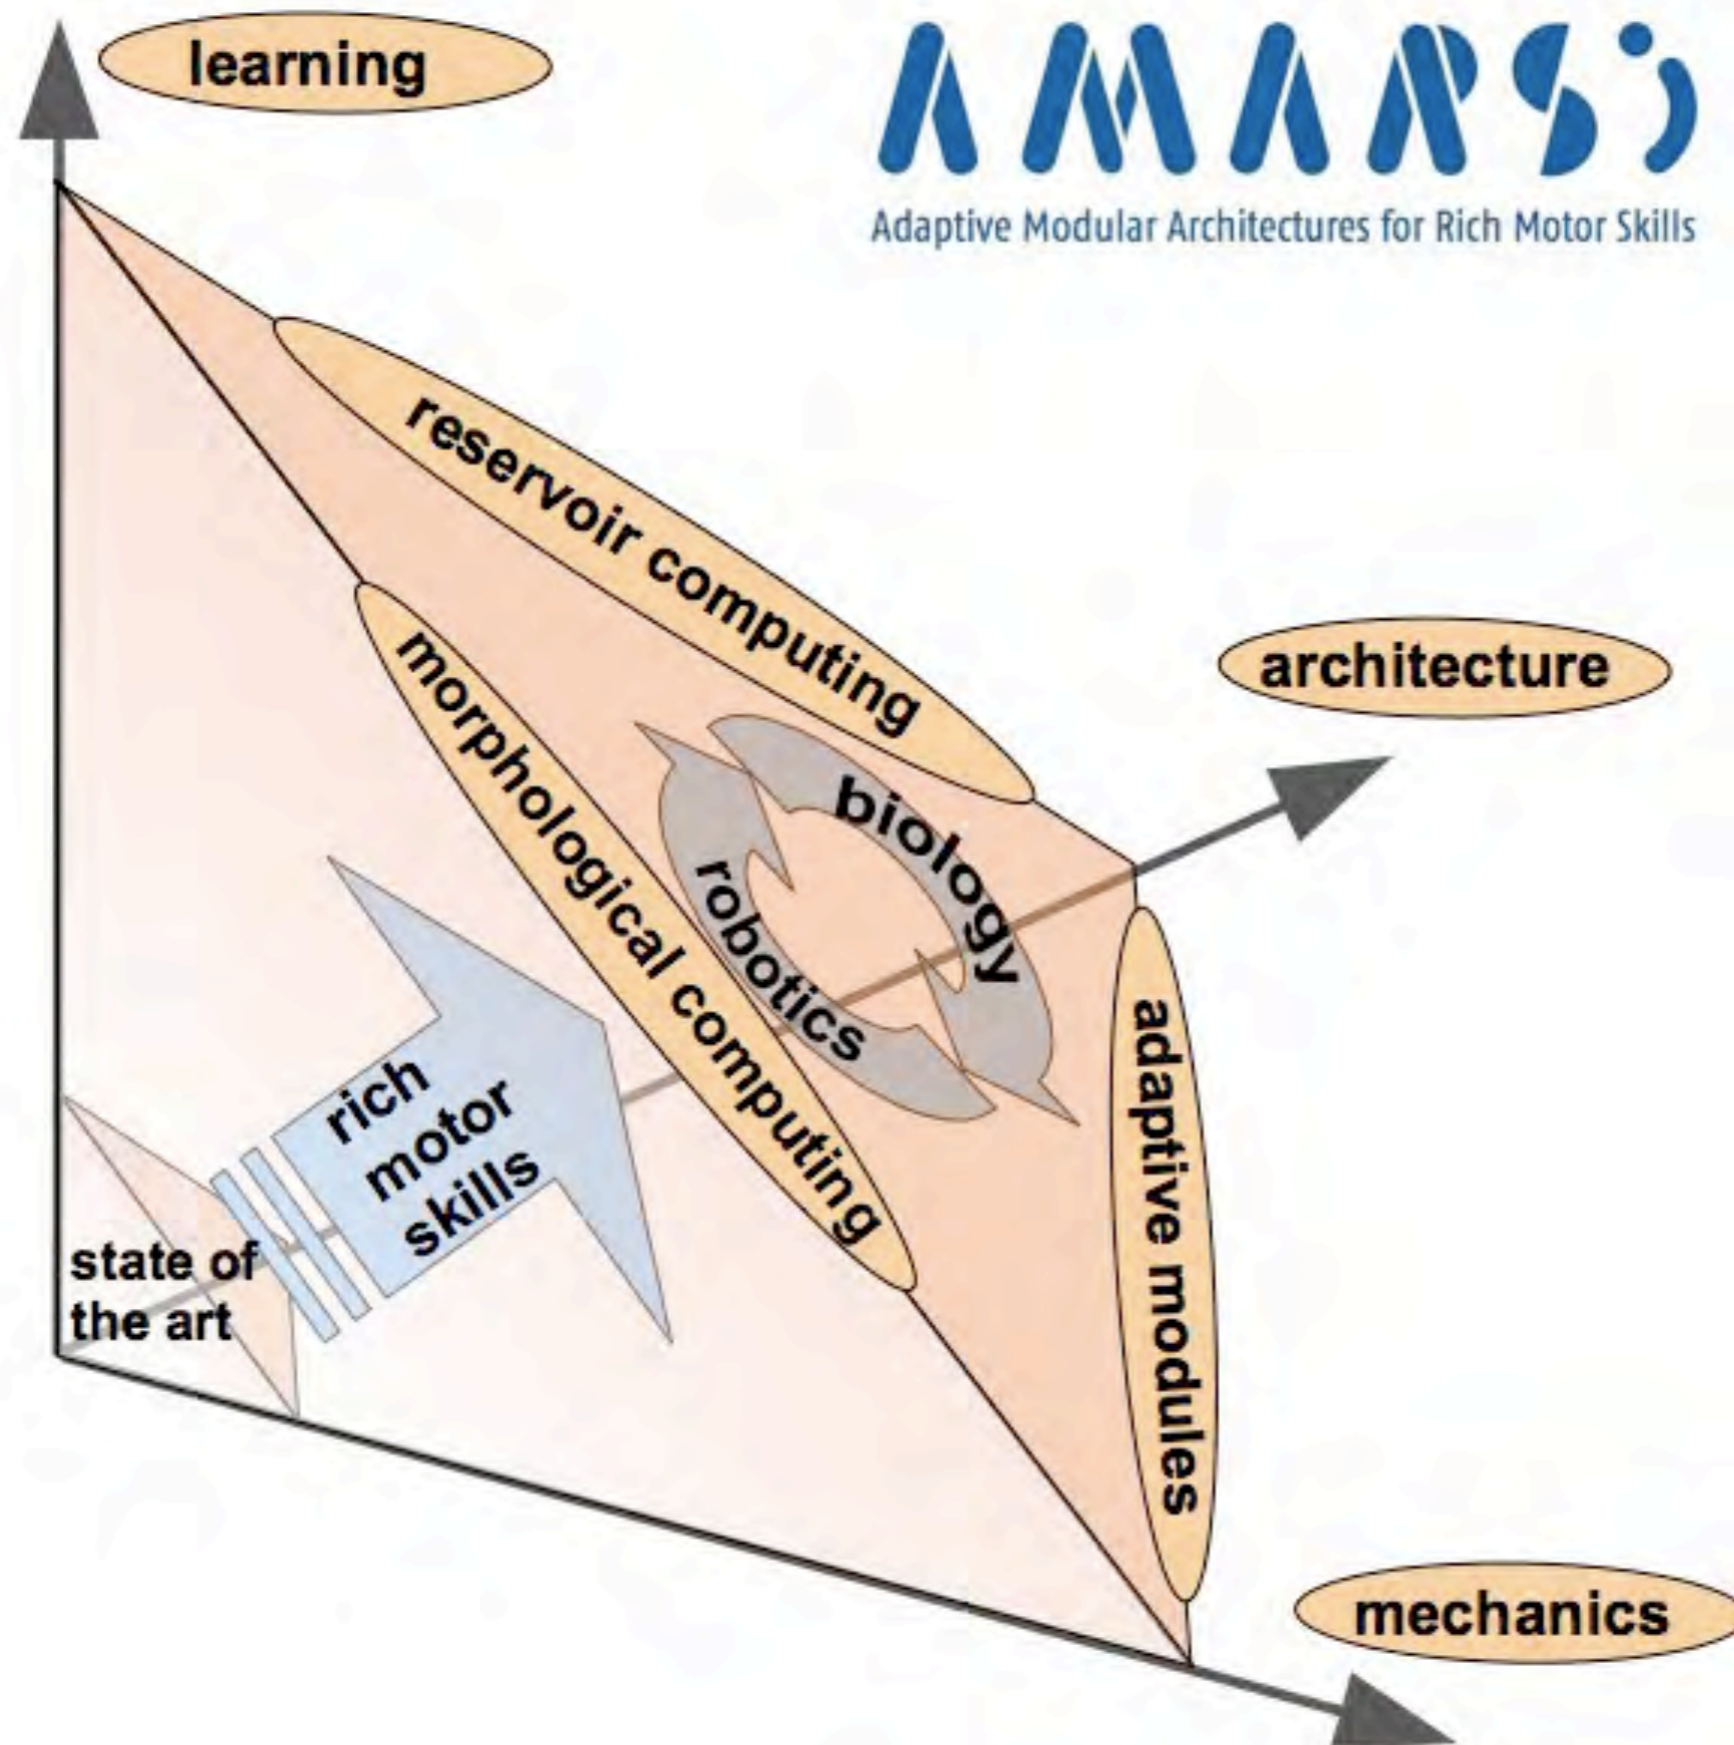 learning
AMARSi
Adaptive Modular Architectures for Rich Motor Skills
reservoir computing
architecture
morphological computing
biology
robotics
adaptive modules
rich
motor
skills
state of
the art
mechanics